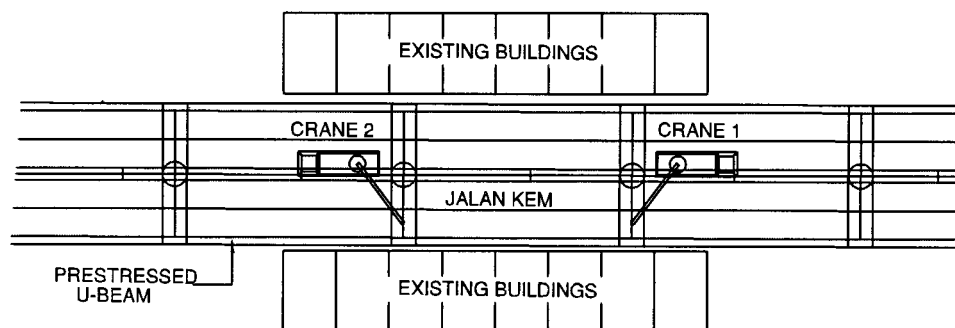 EXISTING BUILDINGS
CRANE 2
CRANE 1
JALAN KEM
PRESTRESSED
U-BEAM
EXISTING BUILDINGS